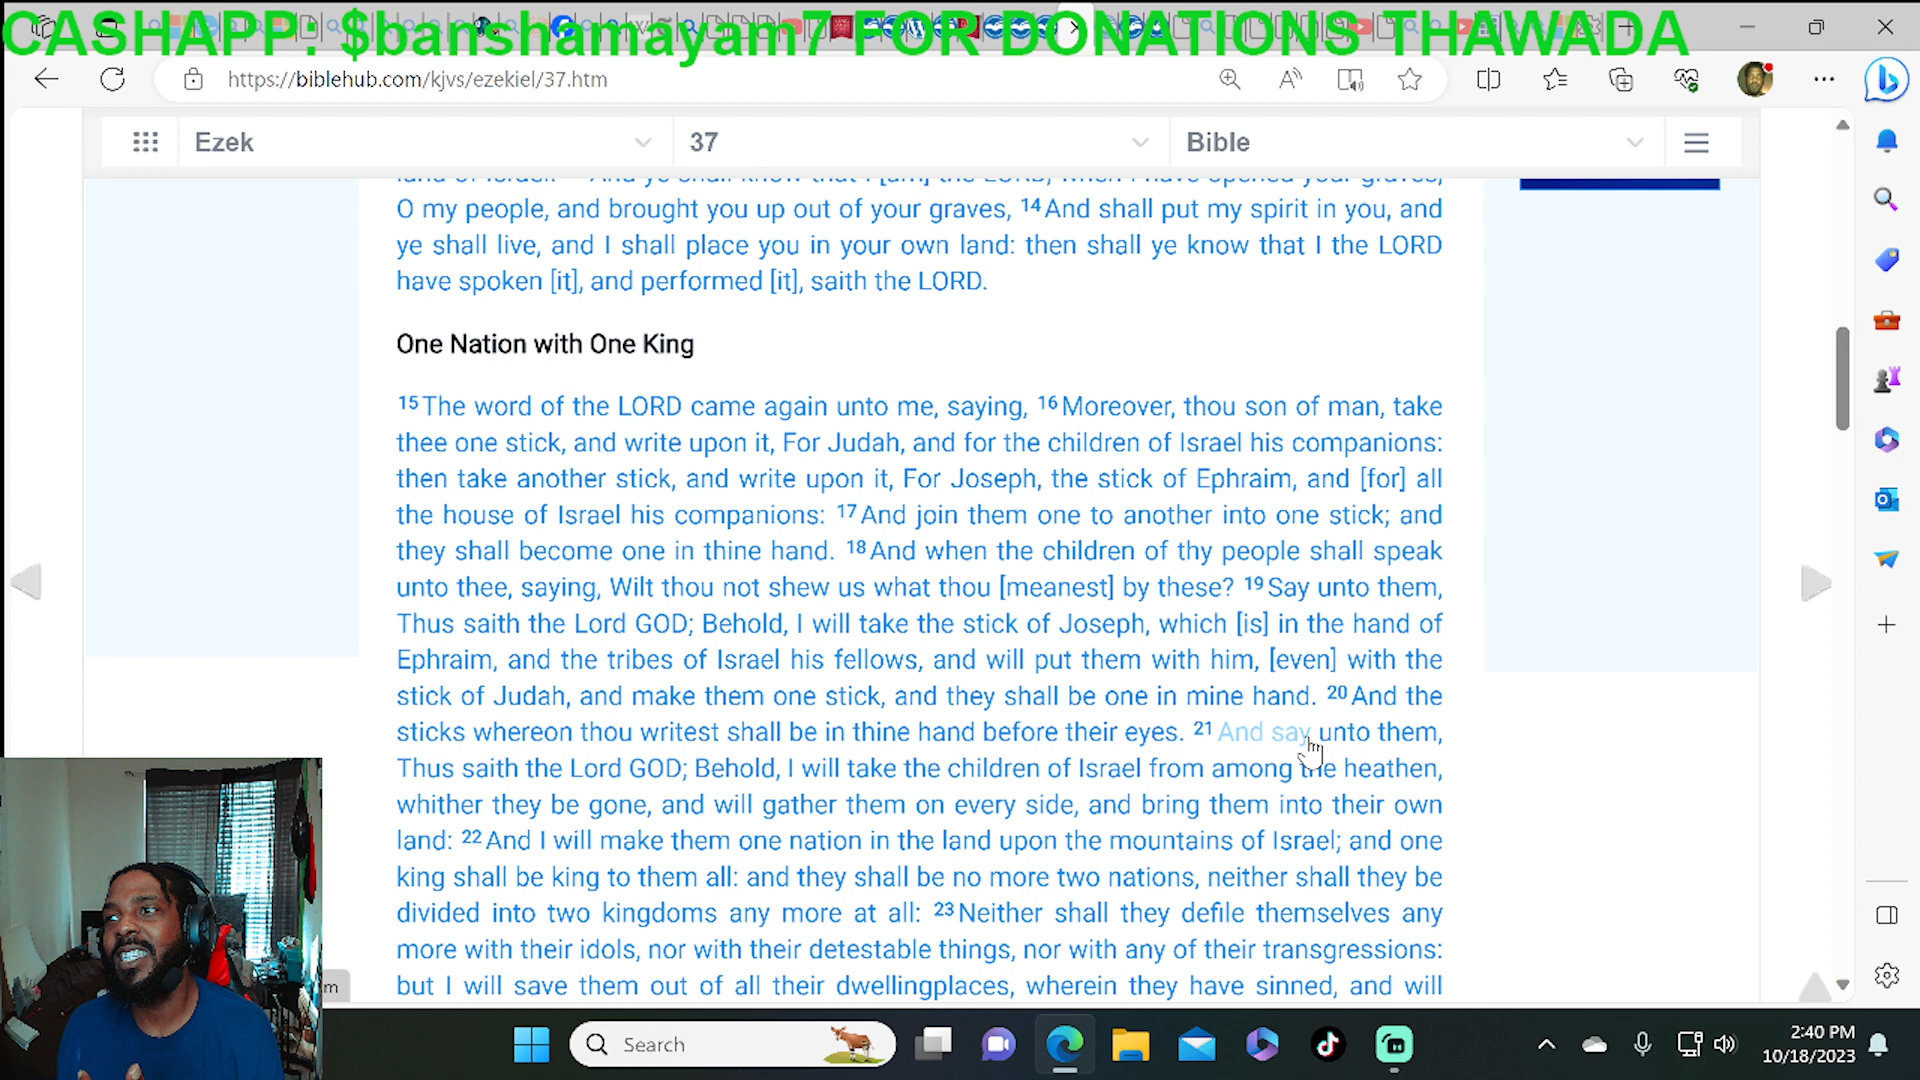 CASHAPP: $banshamayam7 FOR DONATIONS THAWADA
https://biblehub.com/kjvs/ezekiel/37.htm
Ezek
37
Bible
land of Israel. And ye shall know that I [am] the LORD, when I have opened your graves,
O my people, and brought you up out of your graves, 14 And shall put my spirit in you, and
ye shall live, and I shall place you in your own land: then shall ye know that I the LORD
have spoken [it], and performed [it], saith the LORD.
One Nation with One King
15 The word of the LORD came again unto me, saying, 16 Moreover, thou son of man, take
thee one stick, and write upon it, For Judah, and for the children of Israel his companions:
then take another stick, and write upon it, For Joseph, the stick of Ephraim, and [for] all
the house of Israel his companions: 17 And join them one to another into one stick; and
they shall become one in thine hand. 18 And when the children of thy people shall speak
unto thee, saying, Wilt thou not shew us what thou [meanest] by these? 19 Say unto them,
Thus saith the Lord GOD; Behold, I will take the stick of Joseph, which [is] in the hand of
Ephraim, and the tribes of Israel his fellows, and will put them with him, [even] with the
stick of Judah, and make them one stick, and they shall be one in mine hand. 20 And the
sticks whereon thou writest shall be in thine hand before their eyes. 21 And say unto them,
Thus saith the Lord GOD; Behold, I will take the children of Israel from among the heathen,
whither they be gone, and will gather them on every side, and bring them into their own
land: 22 And I will make them one nation in the land upon the mountains of Israel; and one
king shall be king to them all: and they shall be no more two nations, neither shall they be
divided into two kingdoms any more at all: 23 Neither shall they defile themselves any
more with their idols, nor with their detestable things, nor with any of their transgressions:
but I will save them out of all their dwellingplaces, wherein they have sinned, and will
m
Search
2:40 PM
10/18/2023